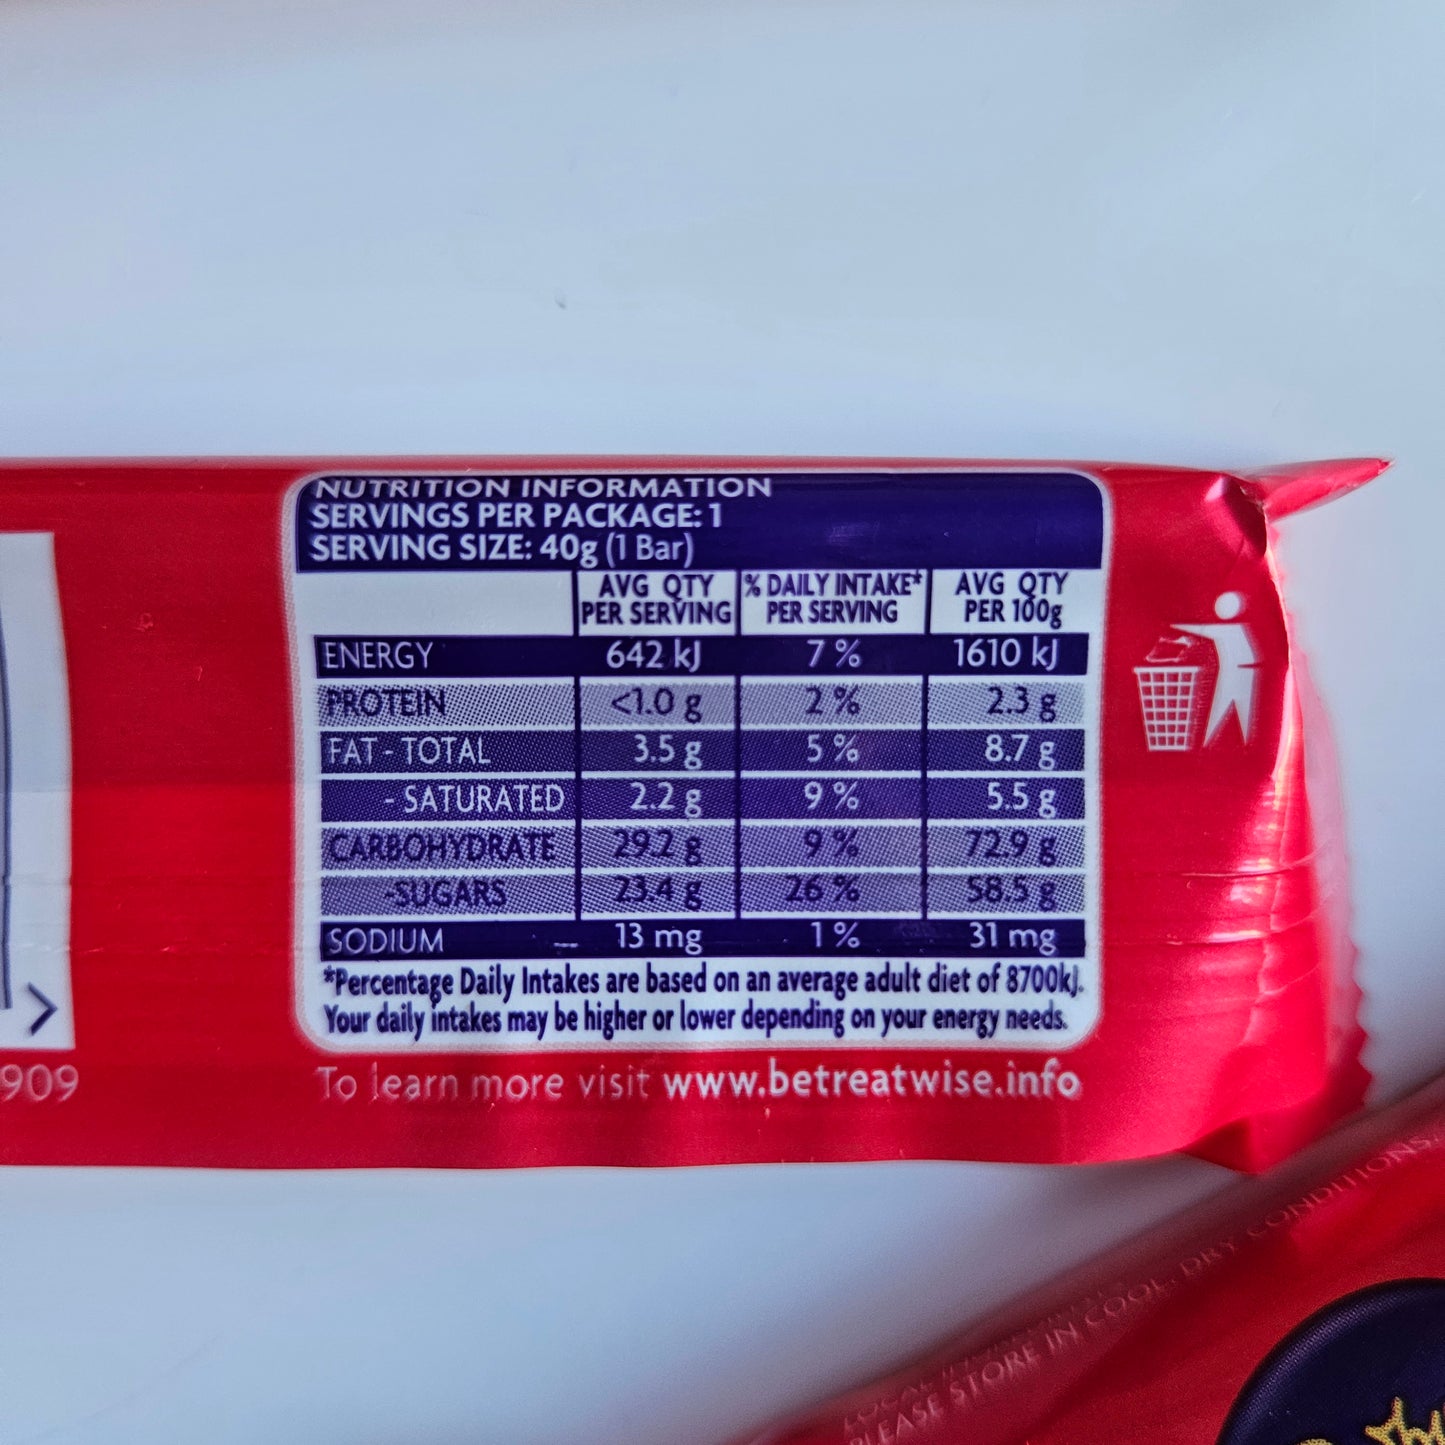 NUTRITION INFORMATION
SERVINGS PER PACKAGE: 1
SERVING SIZE: 40g (1 Bar)
AVG QTY PER SERVING % DAILY INTAKE* PER SERVING AVG QTY PER 100g
ENERGY 642 kJ 7% 1610 kJ
PROTEIN <1.0 g 2% 2.3 g
FAT - TOTAL 3.5 g 5% 8.7 g
- SATURATED 2.2 g 9% 5.5 g
CARBOHYDRATE 29.2 g 9% 72.9 g
-SUGARS 23.4 g 26% 58.5 g
SODIUM 13 mg 1% 31 mg
*Percentage Daily Intakes are based on an average adult diet of 8700kJ.
Your daily intakes may be higher or lower depending on your energy needs.
To learn more visit www.betreatwise.info
909
PLEASE STORE IN COOL, DRY CONDITIONS.